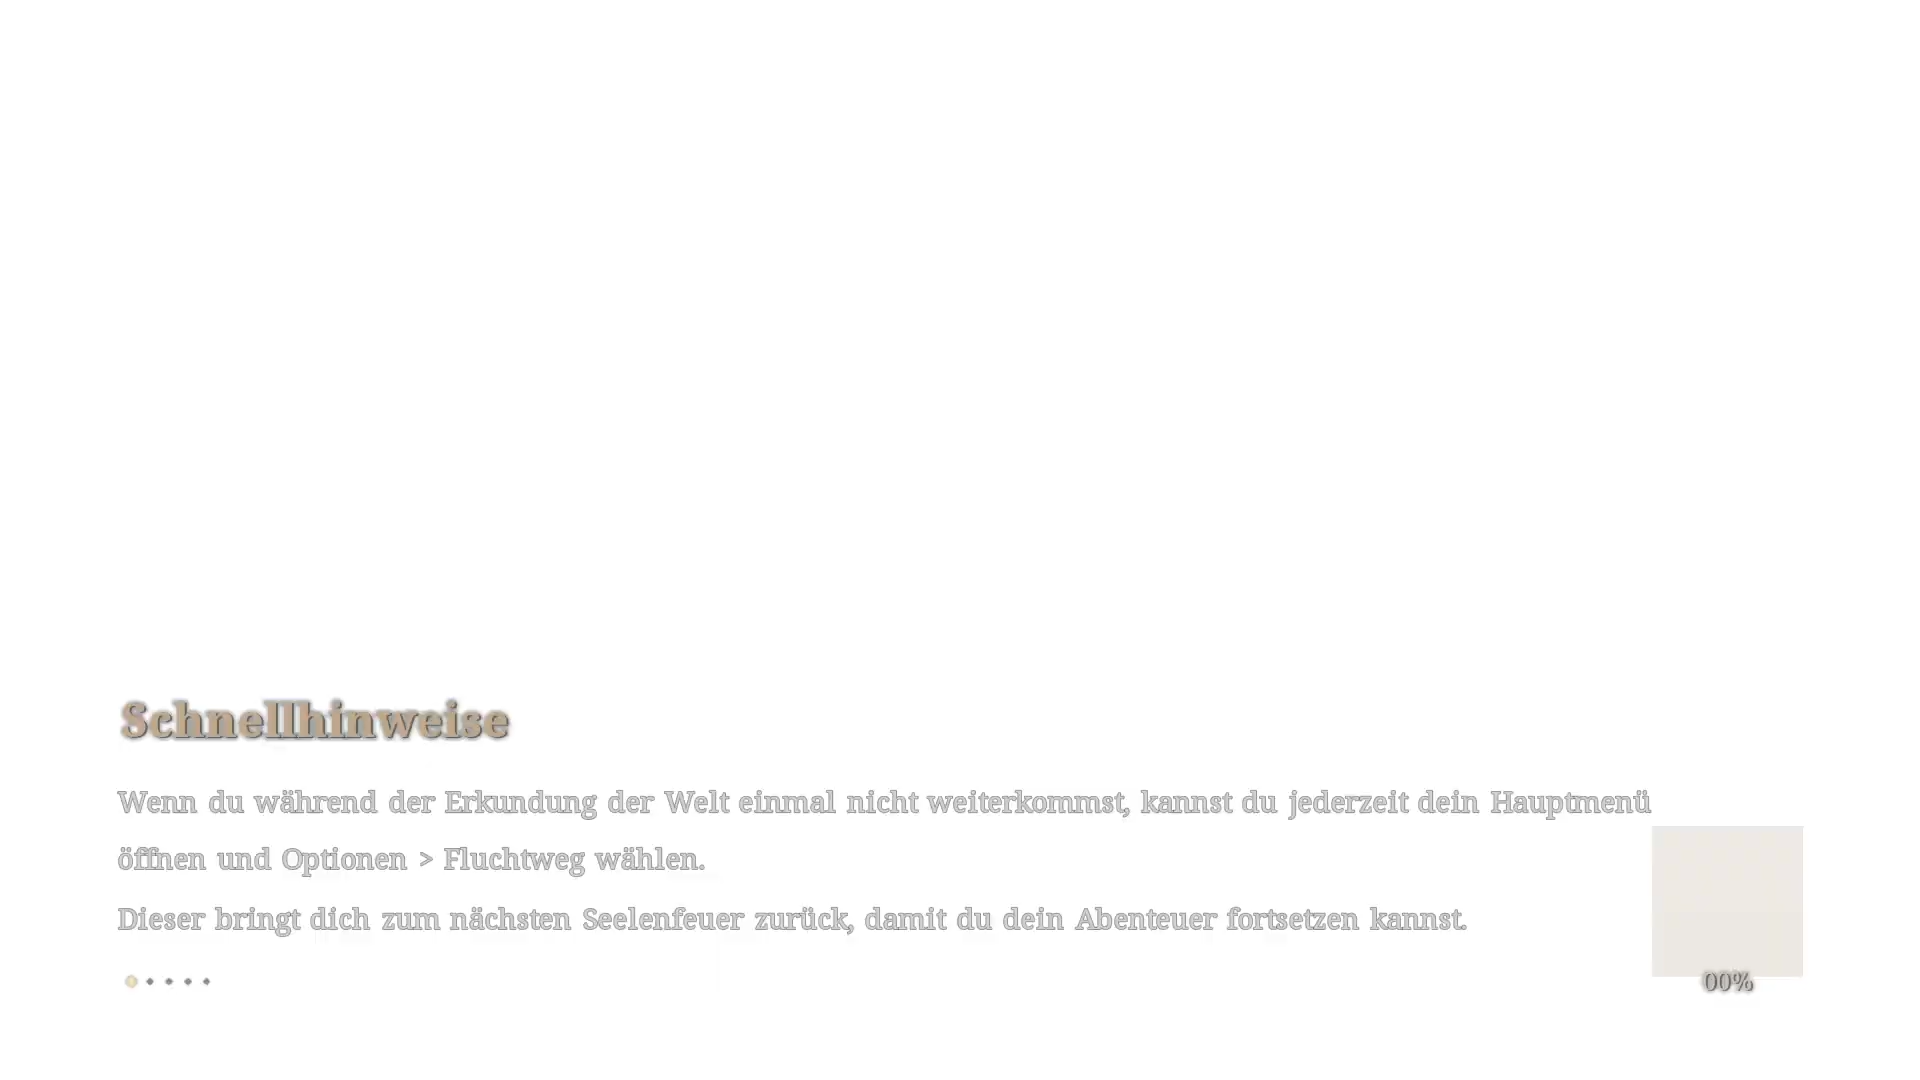 Schnellhinweise
Wenn du während der Erkundung der Welt einmal nicht weiterkommst, kannst du jederzeit dein Hauptmenü
öffnen und Optionen > Fluchtweg wählen.
Dieser bringt dich zum nächsten Seelenfeuer zurück, damit du dein Abenteuer fortsetzen kannst.
00%